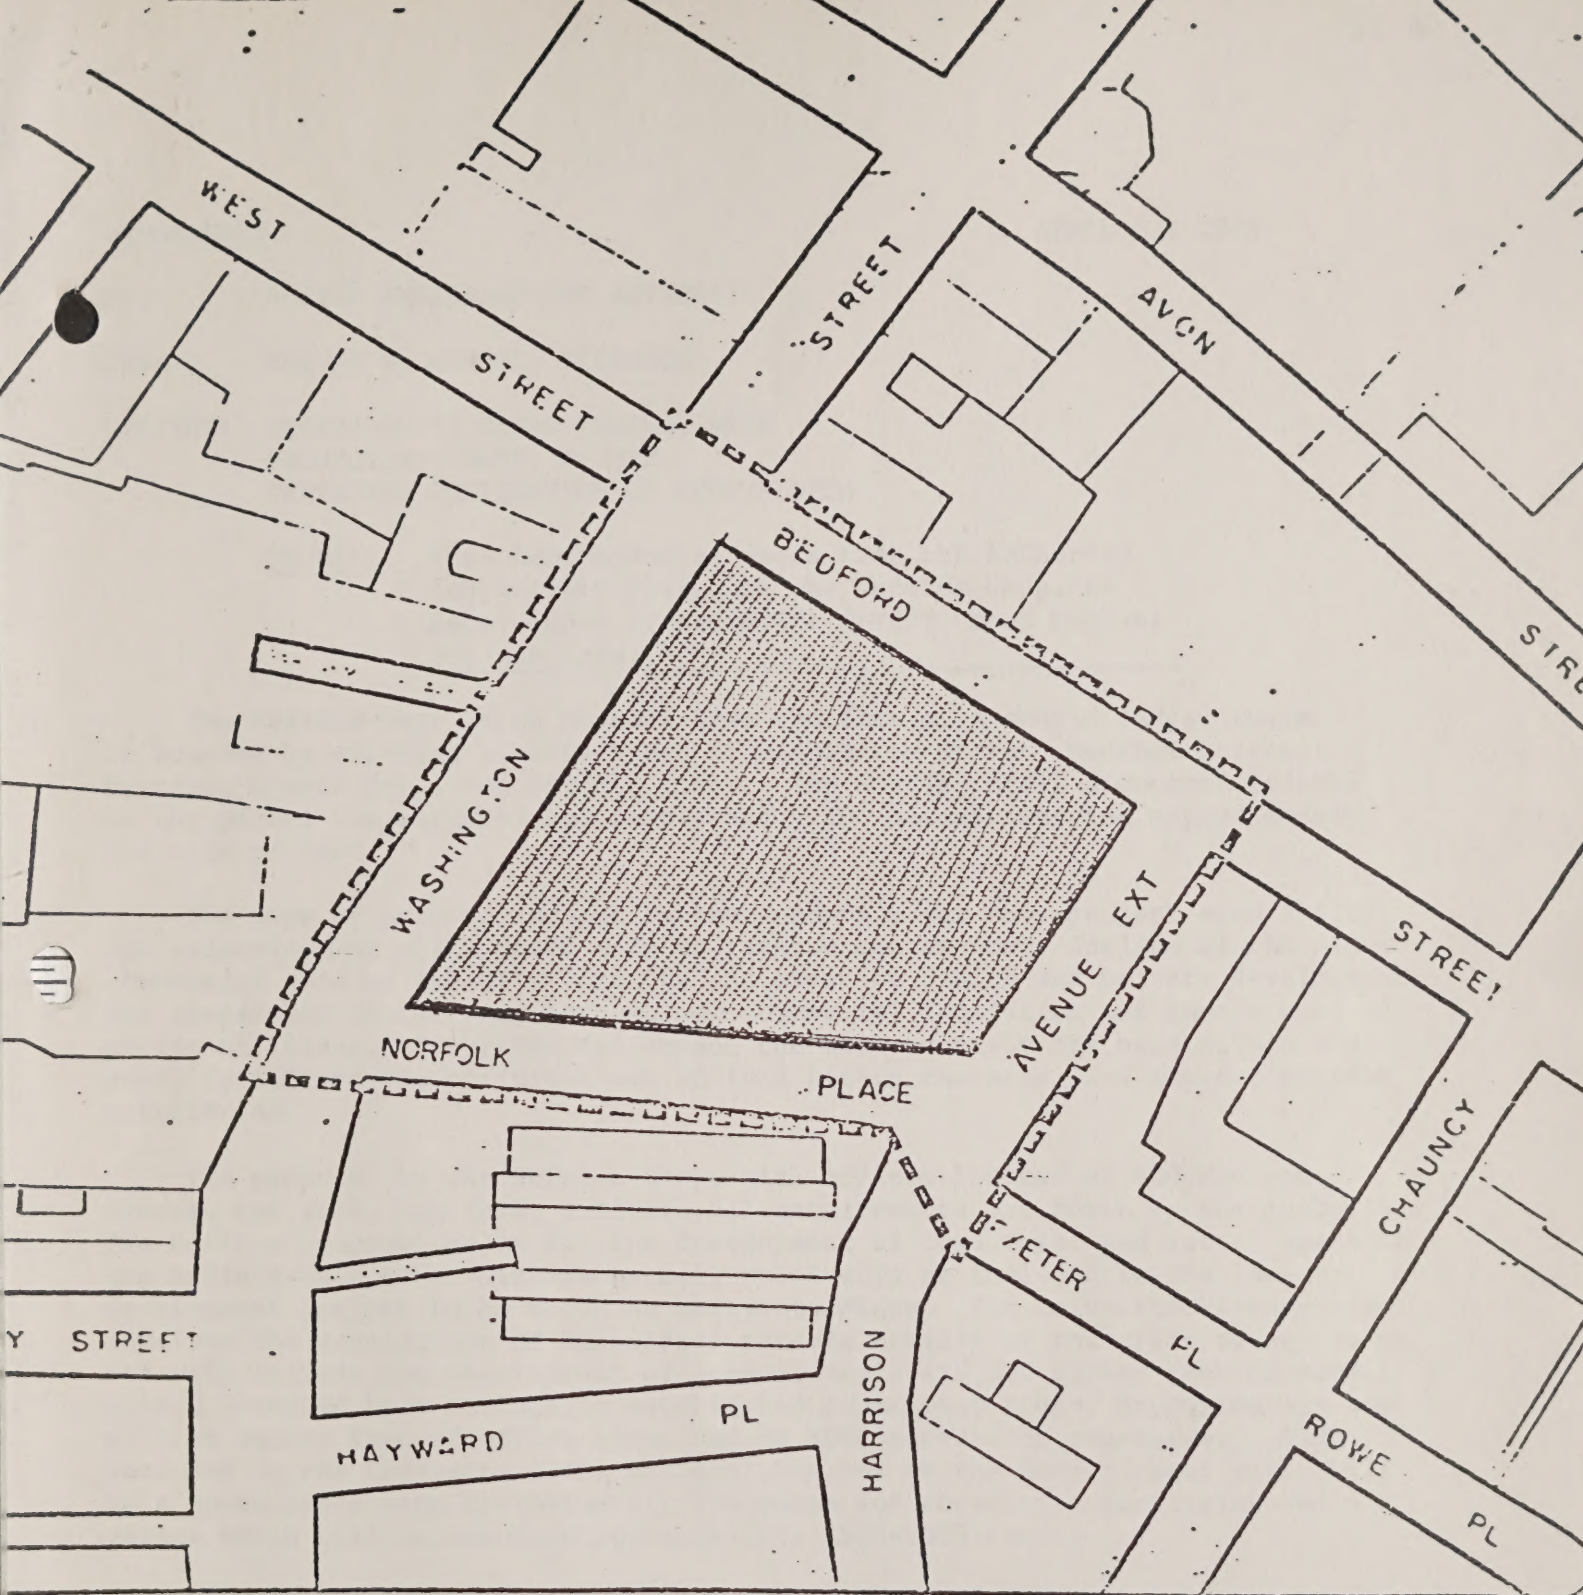 WEST
STREET
STREET
AVON
STRE
BEDFORD
STREET
WASHINGTON
AVENUE EXT
NORFOLK
PLACE
EXETER
PL
CHAUNCY
Y STREET
HARRISON
HAYWARD
PL
ROWE
PL